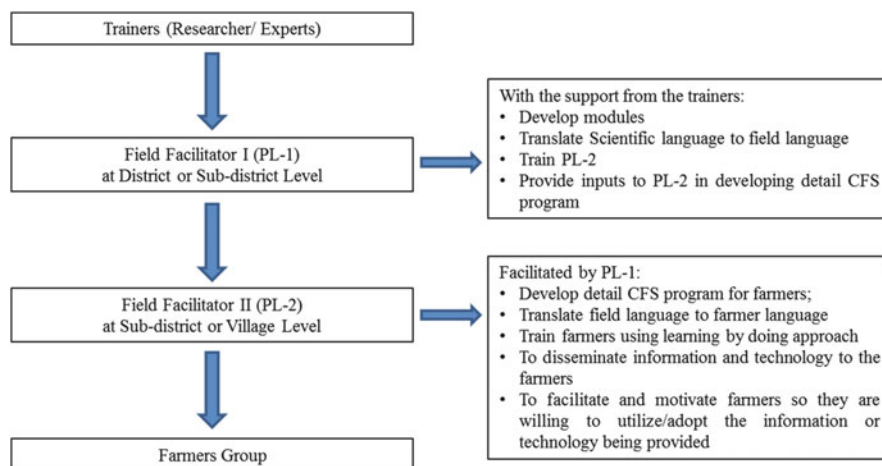 Trainers (Researcher/ Experts)
Field Facilitator I (PL-1)
at District or Sub-district Level
With the support from the trainers:
• Develop modules
• Translate Scientific language to field language
• Train PL-2
• Provide inputs to PL-2 in developing detail CFS
program
Field Facilitator II (PL-2)
at Sub-district or Village Level
Facilitated by PL-1:
• Develop detail CFS program for farmers;
• Translate field language to farmer language
• Train farmers using learning by doing approach
• To disseminate information and technology to the
farmers
• To facilitate and motivate farmers so they are
willing to utilize/adopt the information or
technology being provided
Farmers Group